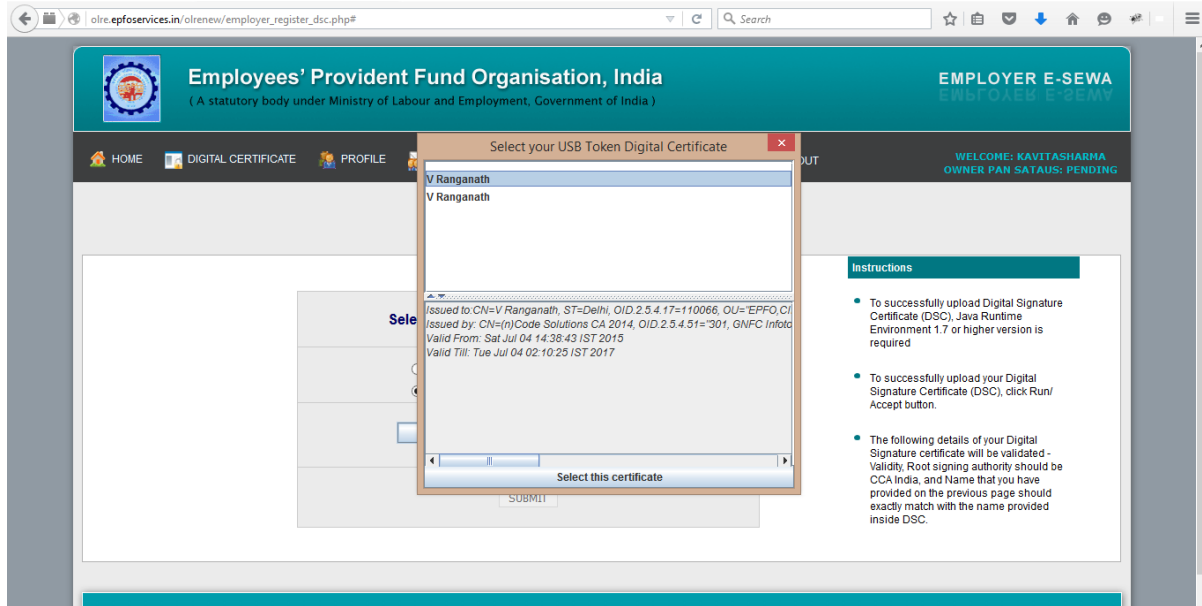 olre.epfoservices.in/olrenew/employer_register_dsc.php#
Search
Employees' Provident Fund Organisation, India
( A statutory body under Ministry of Labour and Employment, Government of India )
EMPLOYER E-SEWA
HOME
DIGITAL CERTIFICATE
PROFILE
OUT
WELCOME: KAVITASHARMA
OWNER PAN SATAUS: PENDING
Select your USB Token Digital Certificate
V Ranganath
V Ranganath
Issued to:CN=V Ranganath, ST=Delhi, OID.2.5.4.17=110066, OU="EPFO,CI
Issued by: CN=(n)Code Solutions CA 2014, OID.2.5.4.51="301, GNFC Infoto
Valid From: Sat Jul 04 14:38:43 IST 2015
Valid Till: Tue Jul 04 02:10:25 IST 2017
Select this certificate
Sele
SUBMIT
Instructions
To successfully upload Digital Signature
Certificate (DSC), Java Runtime
Environment 1.7 or higher version is
required
To successfully upload your Digital
Signature Certificate (DSC), click Run/
Accept button.
The following details of your Digital
Signature certificate will be validated -
Validity, Root signing authority should be
CCA India, and Name that you have
provided on the previous page should
exactly match with the name provided
inside DSC.